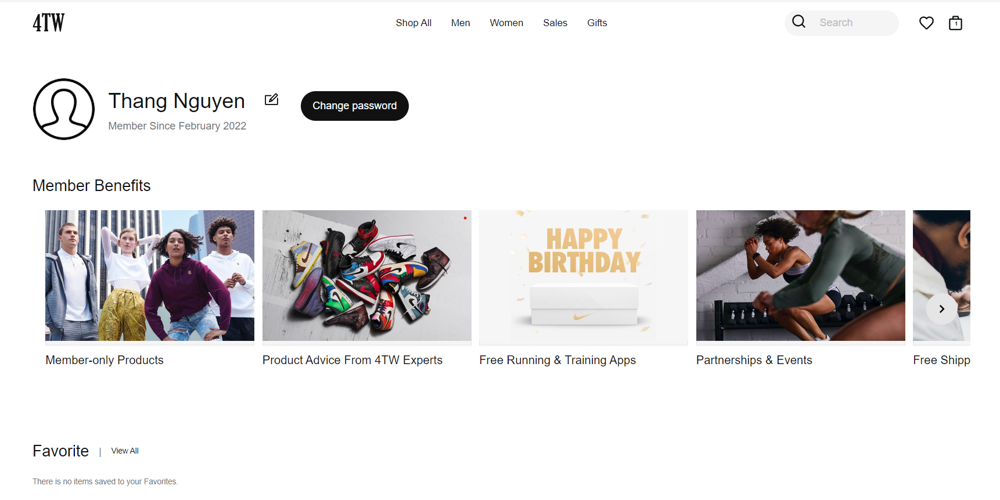 4TW
Shop All
Men
Women
Sales
Gifts
Search
1
Thang Nguyen
Change password
Member Since February 2022
Member Benefits
HAPPY
BIRTHDAY
Member-only Products
Product Advice From 4TW Experts
Free Running & Training Apps
Partnerships & Events
Free Shipp
Favorite | View All
There is no items saved to your Favorites.